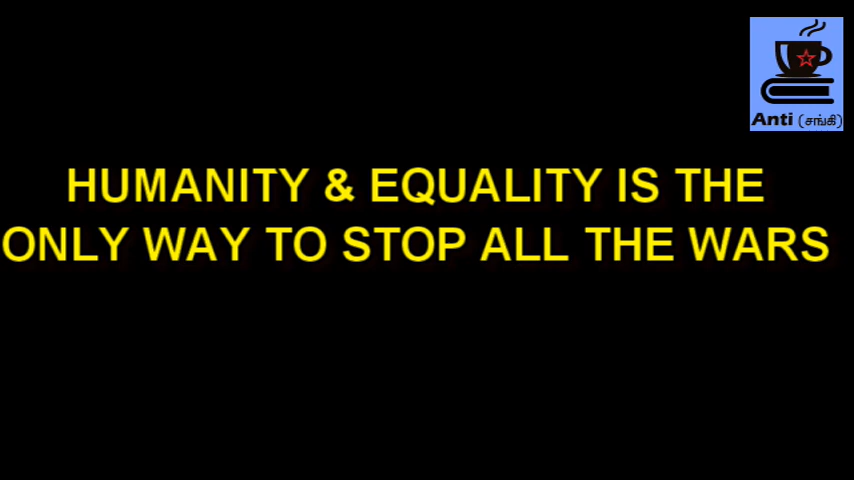 Anti (சங்கி)
HUMANITY & EQUALITY IS THE
ONLY WAY TO STOP ALL THE WARS